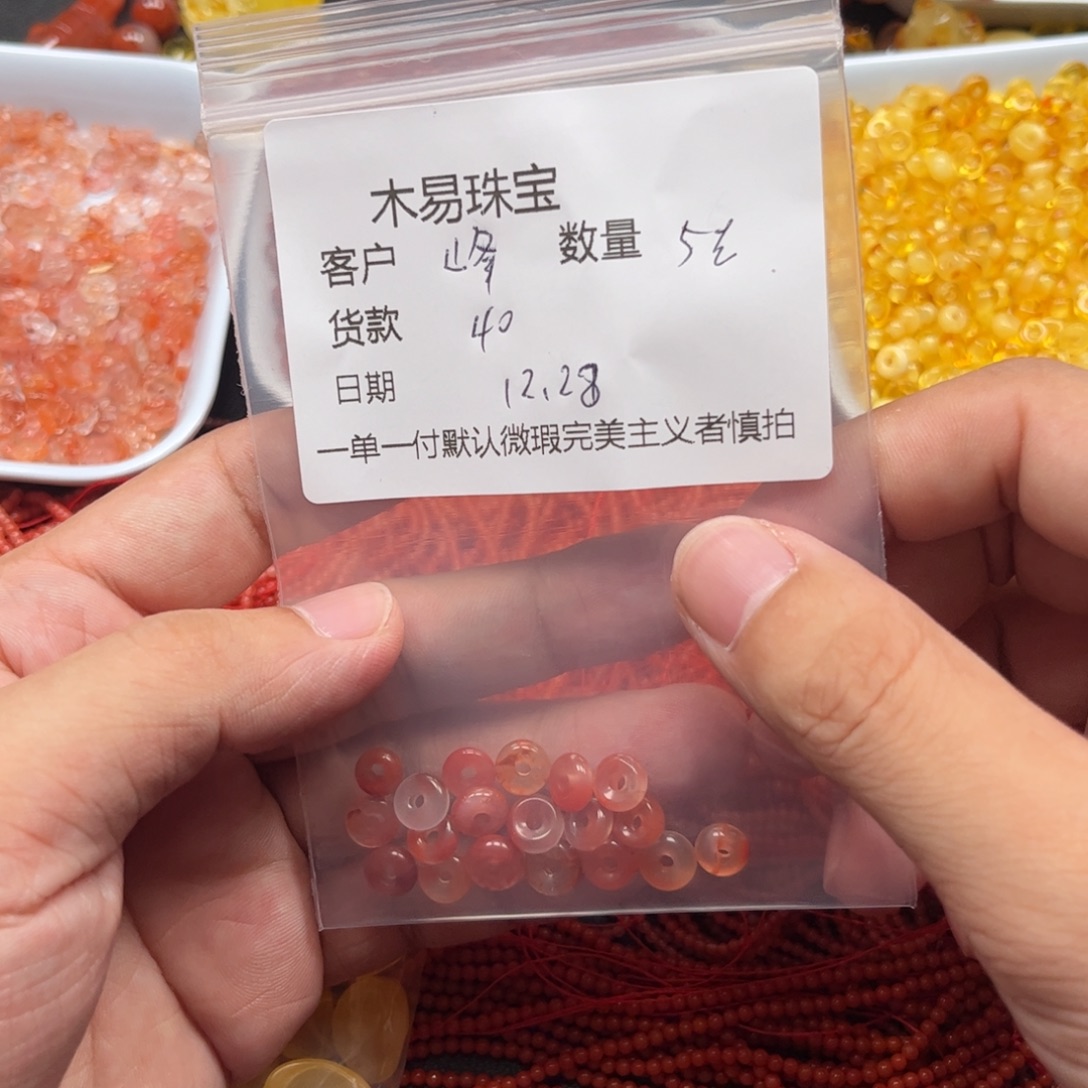 木易珠宝
客户 峰 数量 5元
货款 40
日期 12.28
一单一付默认微瑕完美主义者慎拍